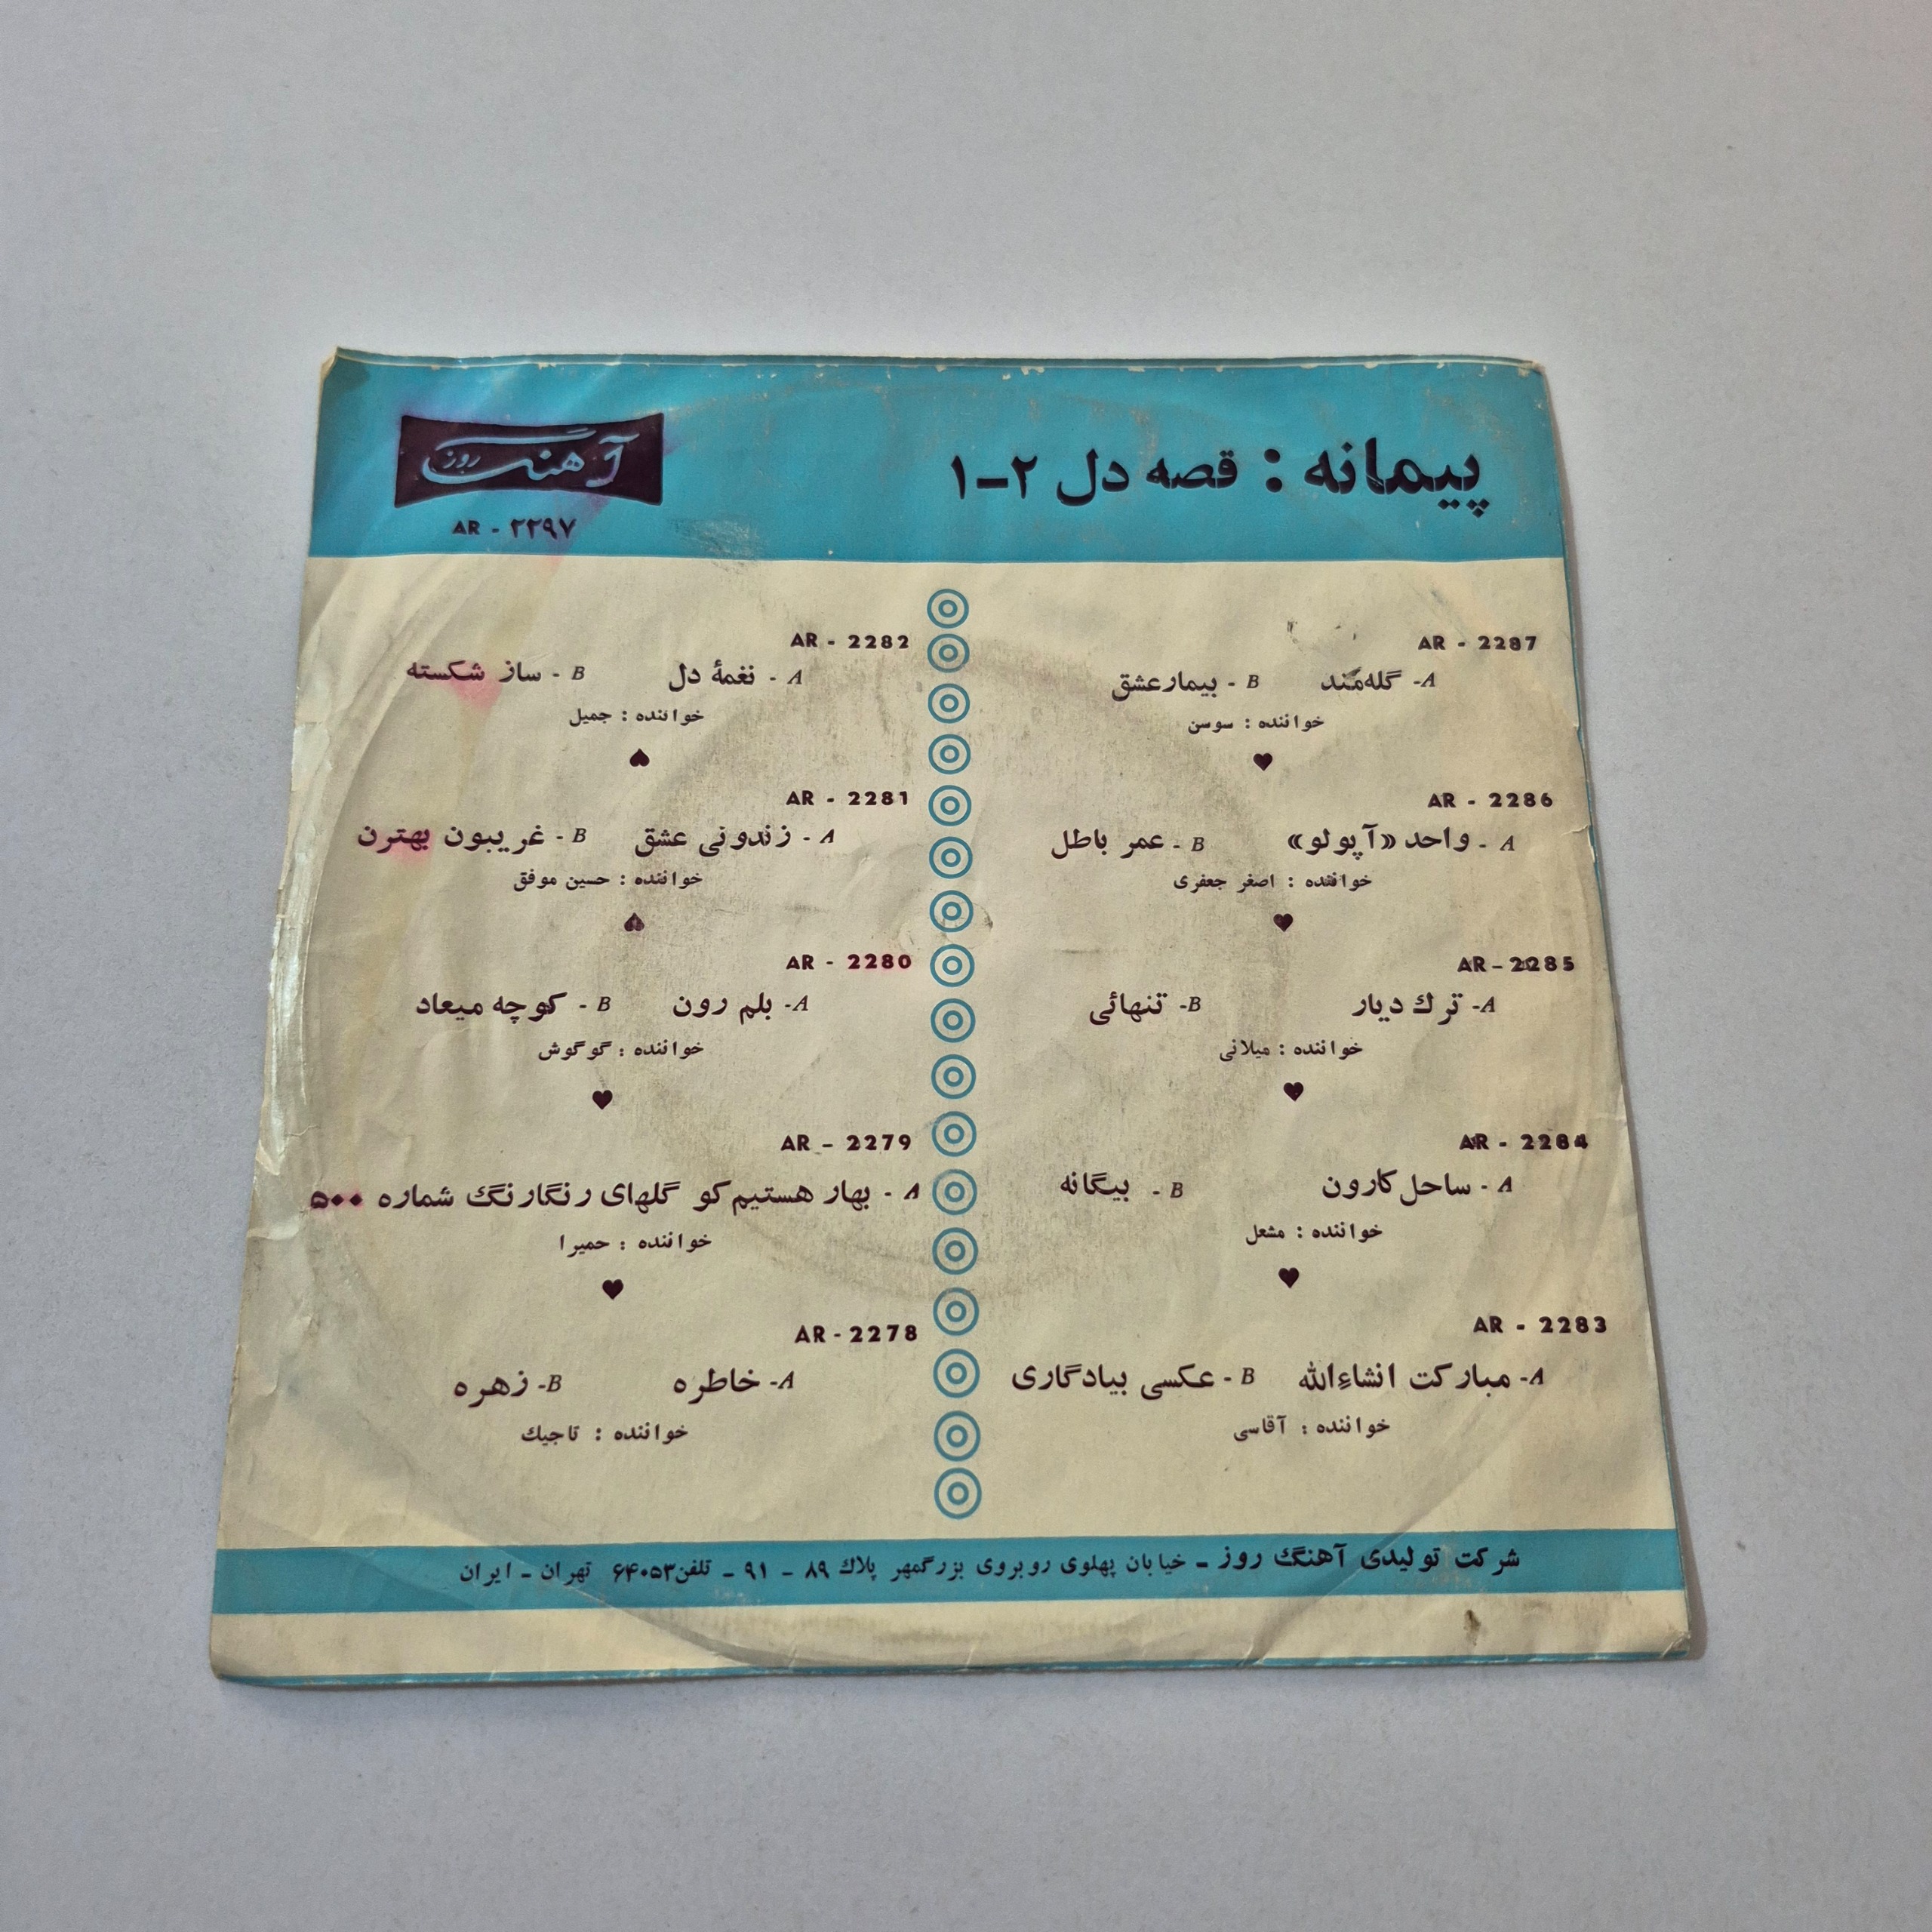 پیمانه : قصه دل ۲-۱
آهنگ روز
AR - ۲۲۹۷
AR - 2287
A- گله‌مند B - بیمارعشق
خواننده : سوسن
AR - 2286
A - واحد «آپولو» B - عمر باطل
خواننده : اصغر جعفری
AR - 2285
A- ترك دیار B- تنهائی
خواننده : میلانی
AR - 2284
A - ساحل کارون B - بیگانه
خواننده : مشعل
AR - 2283
A- مبارکت انشاءالله B - عکسی بیادگاری
خواننده : آقاسی
AR - 2282
A - نغمهٔ دل B - ساز شکسته
خواننده : جمیل
AR - 2281
A - زندونی عشق B - غریبون بهترن
خواننده : حسین موفق
AR - 2280
A- بلم رون B - کوچه میعاد
خواننده : گوگوش
AR - 2279
A - بهار هستیم کو گلهای رنگارنگ شماره ۵۰۰
خواننده : حمیرا
AR - 2278
A- خاطره B- زهره
خواننده : تاجیك
شرکت تولیدی آهنگ روز - خیابان پهلوی روبروی بزرگمهر پلاك ۸۹ - ۹۱ - تلفن ۶۴۰۵۳ تهران - ایران